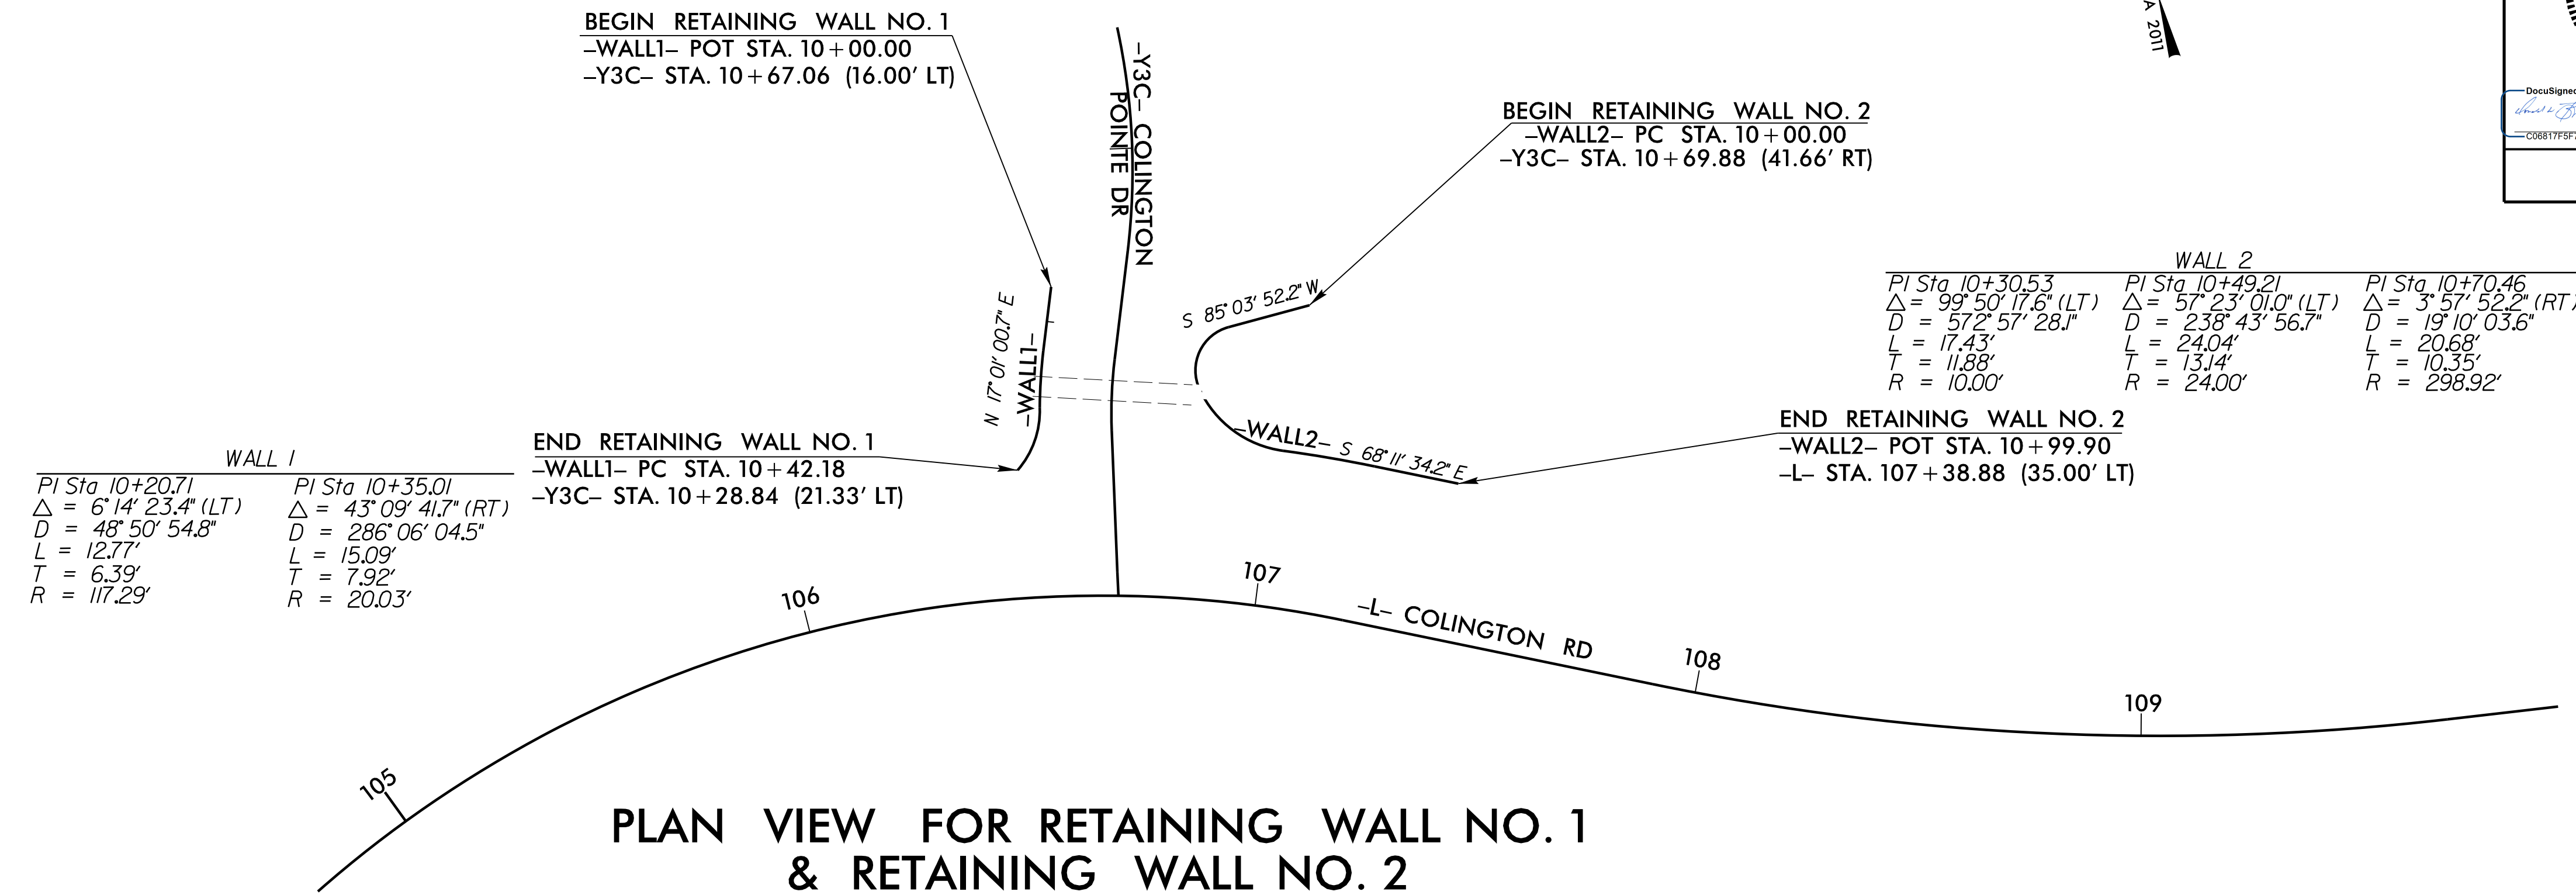 BEGIN RETAINING WALL NO. 1
-WALL1- POT STA. 10+00.00
-Y3C- STA. 10+67.06 (16.00' LT)
-Y3C- COLINGTON
POINTE DR
A 2011
DocuSigned
C06817F5F
BEGIN RETAINING WALL NO. 2
-WALL2- PC STA. 10+00.00
-Y3C- STA. 10+69.88 (41.66' RT)
N 17° 01' 00.7" E
-WALL1-
S 85° 03' 52.2" W
-WALL2-
S 68° 11' 34.2" E
WALL 2
PI Sta 10+30.53 PI Sta 10+49.21 PI Sta 10+70.46
△ = 99° 50' 17.6" (LT) △ = 57° 23' 01.0" (LT) △ = 3° 57' 52.2" (RT)
D = 572° 57' 28.1" D = 238° 43' 56.7" D = 19° 10' 03.6"
L = 17.43' L = 24.04' L = 20.68'
T = 11.88' T = 13.14' T = 10.35'
R = 10.00' R = 24.00' R = 298.92'
END RETAINING WALL NO. 1
-WALL1- PC STA. 10+42.18
-Y3C- STA. 10+28.84 (21.33' LT)
END RETAINING WALL NO. 2
-WALL2- POT STA. 10+99.90
-L- STA. 107+38.88 (35.00' LT)
WALL 1
PI Sta 10+20.71 PI Sta 10+35.01
△ = 6° 14' 23.4" (LT) △ = 43° 09' 41.7" (RT)
D = 48° 50' 54.8" D = 286° 06' 04.5"
L = 12.77' L = 15.09'
T = 6.39' T = 7.92'
R = 117.29' R = 20.03'
105
106
107
-L- COLINGTON RD
108
109
PLAN VIEW FOR RETAINING WALL NO. 1
& RETAINING WALL NO. 2